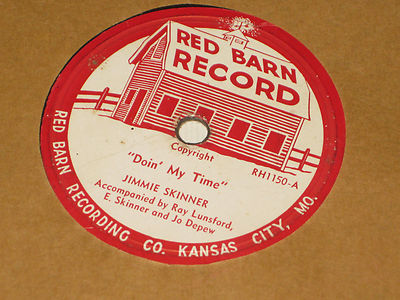 RED BARN
RECORD
Copyright
RH1150-A
"Doin' My Time"
JIMMIE SKINNER
Accompanied by Ray Lunsford,
E. Skinner and Jo Depew
RED BARN RECORDING CO. KANSAS CITY, MO.